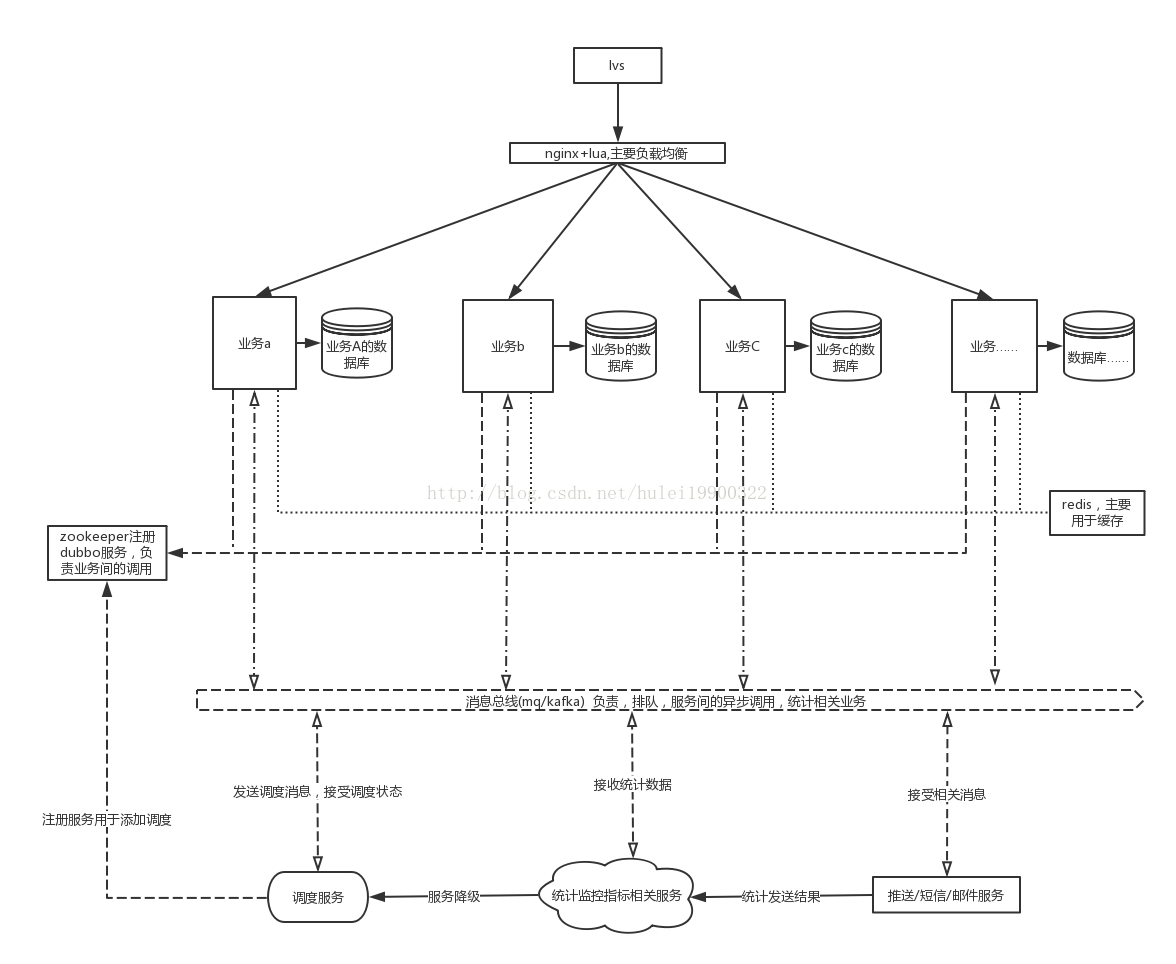 lvs
nginx+lua,主要负载均衡
业务a
业务A的数
据库
业务b
业务b的数
据库
业务C
业务c的数
据库
业务......
数据库......
http://blog.csdn.net/hulei19900322
redis，主要
用于缓存
zookeeper注册
dubbo服务，负
责业务间的调用
消息总线(mq/kafka) 负责，排队，服务间的异步调用，统计相关业务
发送调度消息，接受调度状态
接收统计数据
接受相关消息
注册服务用于添加调度
调度服务
服务降级
统计监控指标相关服务
统计发送结果
推送/短信/邮件服务